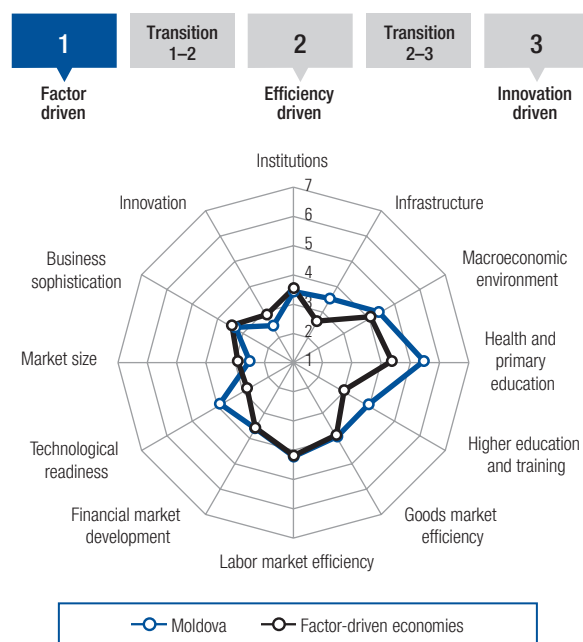 1
Transition
1–2
2
Transition
2–3
3
Factor
driven
Efficiency
driven
Innovation
driven
Institutions
7
6
5
4
3
2
1
Infrastructure
Macroeconomic
environment
Health and
primary
education
Higher education
and training
Goods market
efficiency
Labor market efficiency
Financial market
development
Technological
readiness
Market size
Business
sophistication
Innovation
Moldova
Factor-driven economies